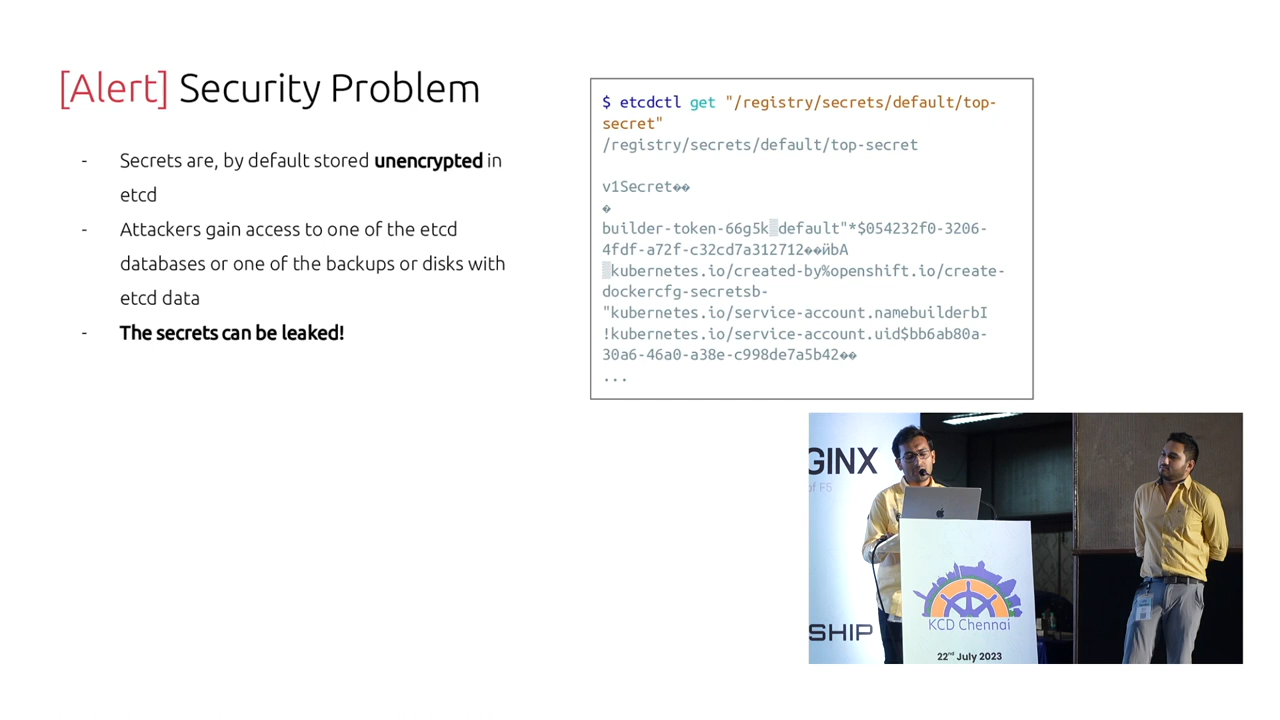 [Alert] Security Problem
- Secrets are, by default stored unencrypted in
etcd
- Attackers gain access to one of the etcd
databases or one of the backups or disks with
etcd data
- The secrets can be leaked!
$ etcdctl get "/registry/secrets/default/top-
secret"
/registry/secrets/default/top-secret
v1Secret��
�
builder-token-66g5k default"*$054232f0-3206-
4fdf-a72f-c32cd7a312712��ӥbA
kubernetes.io/created-by%openshift.io/create-
dockercfg-secretsb-
"kubernetes.io/service-account.namebuilderbI
!kubernetes.io/service-account.uid$bb6ab80a-
30a6-46a0-a38e-c998de7a5b42��
...
GINX
of F5
SHIP
KCD Chennai
22nd July 2023